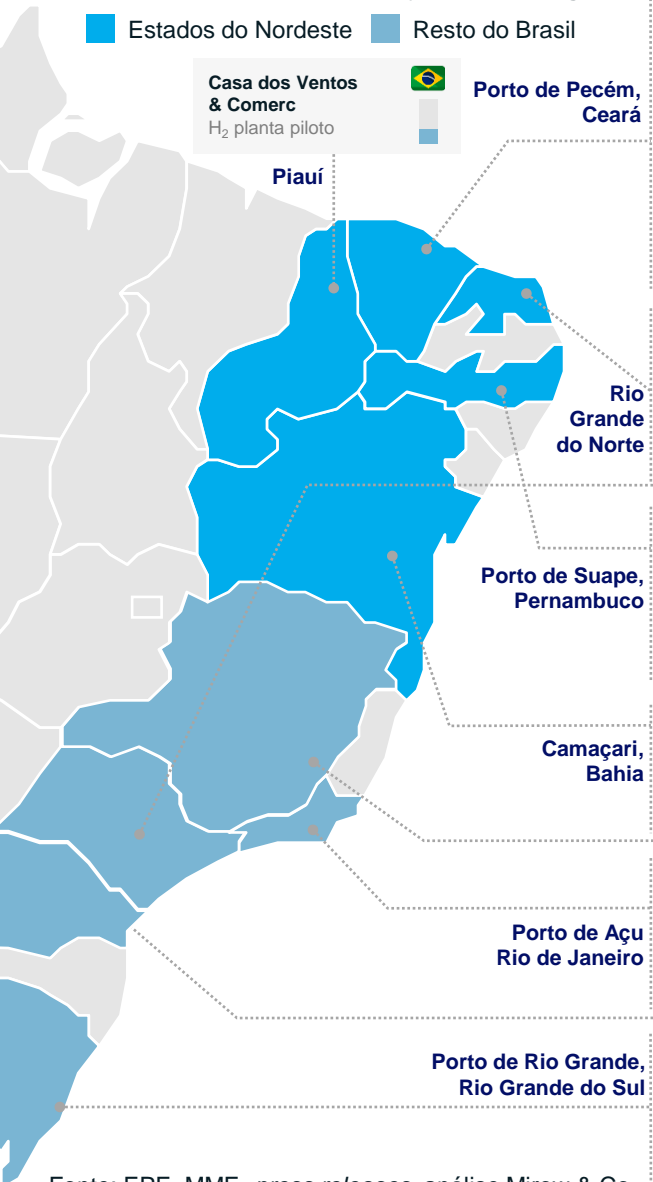 Estados do Nordeste
Resto do Brasil
Casa dos Ventos
& Comerc
H₂ planta piloto
Porto de Pecém,
Ceará
Piauí
Rio
Grande
do Norte
Porto de Suape,
Pernambuco
Camaçari,
Bahia
Porto de Açu
Rio de Janeiro
Porto de Rio Grande,
Rio Grande do Sul